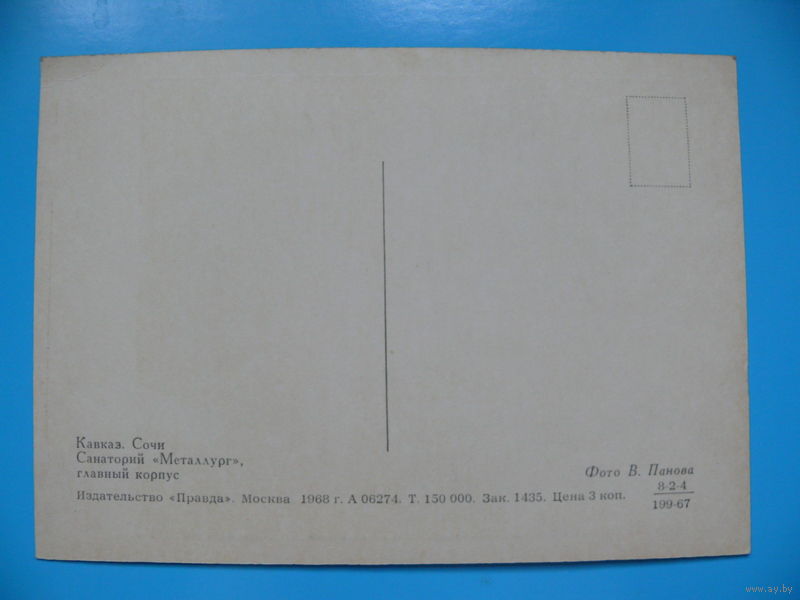 Кавказ. Сочи
Санаторий «Металлург»,
главный корпус
Фото В. Панова
Издательство «Правда». Москва 1968 г. А 06274. Т. 150 000. Зак. 1435. Цена 3 коп.
8-2-4
199-67
www.ay.by